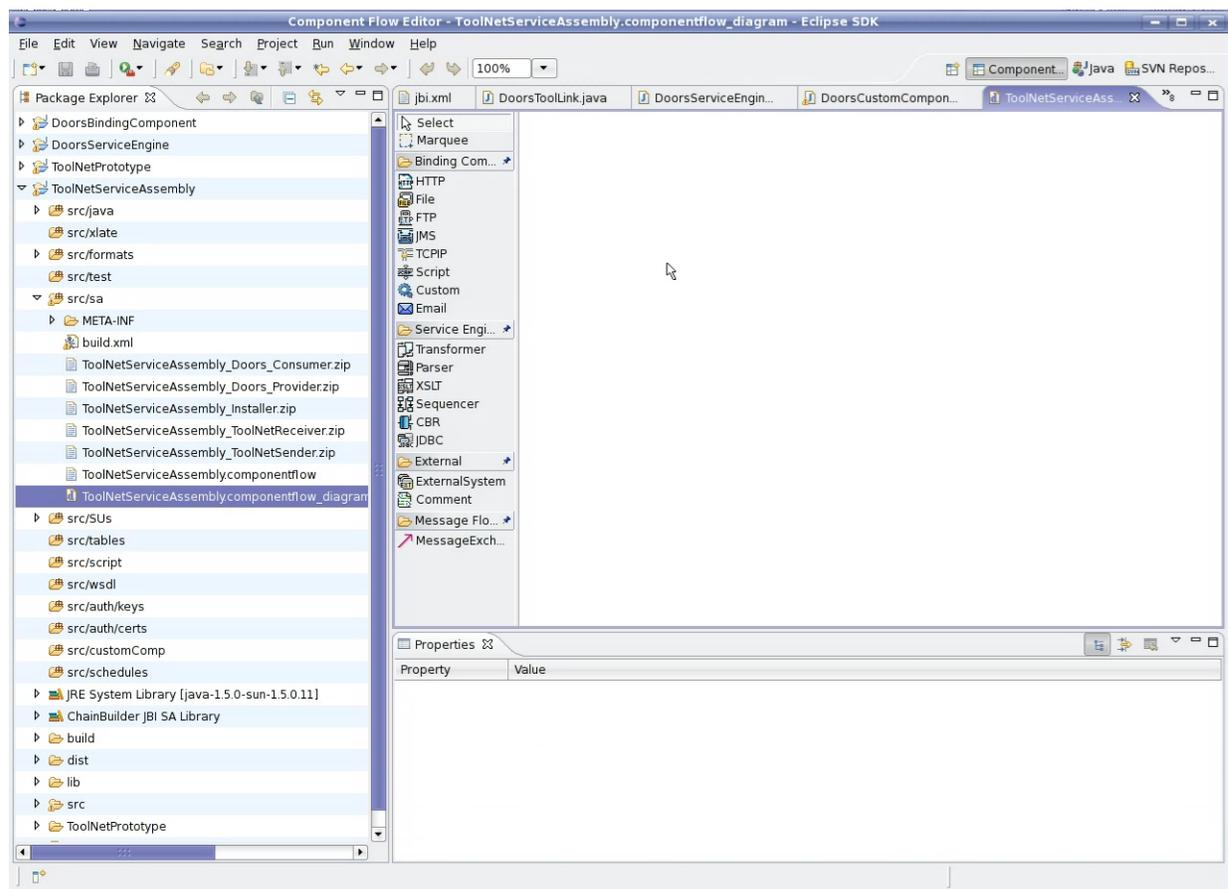 Component Flow Editor - ToolNetServiceAssembly.componentflow_diagram - Eclipse SDK
File Edit View Navigate Search Project Run Window Help
100%
Component... Java SVN Repos...
Package Explorer
jbi.xml DoorsToolLink.java DoorsServiceEngin... DoorsCustomCompon... ToolNetServiceAss... »8
DoorsBindingComponent
DoorsServiceEngine
ToolNetPrototype
ToolNetServiceAssembly
src/java
src/xlate
src/formats
src/test
src/sa
META-INF
build.xml
ToolNetServiceAssembly_Doors_Consumer.zip
ToolNetServiceAssembly_Doors_Provider.zip
ToolNetServiceAssembly_Installer.zip
ToolNetServiceAssembly_ToolNetReceiver.zip
ToolNetServiceAssembly_ToolNetSender.zip
ToolNetServiceAssembly.componentflow
ToolNetServiceAssembly.componentflow_diagram
src/SUs
src/tables
src/script
src/wsdl
src/auth/keys
src/auth/certs
src/customComp
src/schedules
JRE System Library [java-1.5.0-sun-1.5.0.11]
ChainBuilder JBI SA Library
build
dist
lib
src
ToolNetPrototype
Select
Marquee
Binding Com...
HTTP
File
FTP
JMS
TCPIP
Script
Custom
Email
Service Engi...
Transformer
Parser
XSLT
Sequencer
CBR
JDBC
External
ExternalSystem
Comment
Message Flo...
MessageExch...
Properties
Property Value